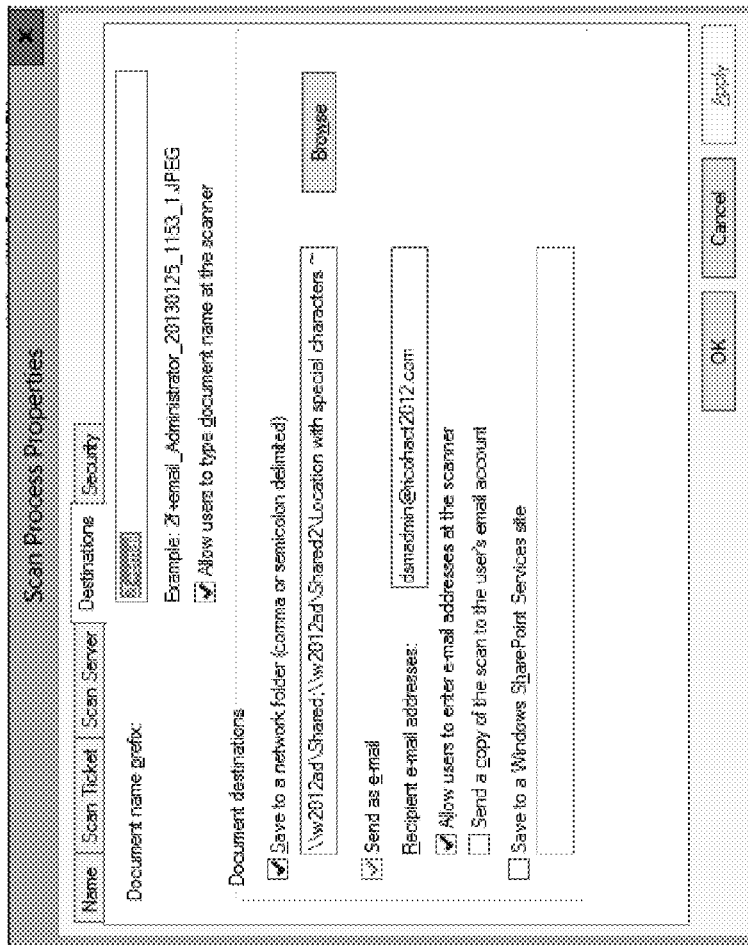 Scan Process Properties
x
Name Scan Ticket Scan Server Destinations Security
Document name prefix:
Example: 2f+email_Administrator_20130125_1153_1.JPEG
Allow users to type document name at the scanner
Document destinations
Save to a network folder (comma or semicolon delimited)
\\w2012ad\Shared;\\w2012ad\Shared2\Location with special characters ~
Browse
Send as e-mail
Recipient e-mail addresses:
dsmadmin@ricohact2012.com
Allow users to enter e-mail addresses at the scanner
Send a copy of the scan to the user's email account
Save to a Windows SharePoint Services site
OK Cancel Apply